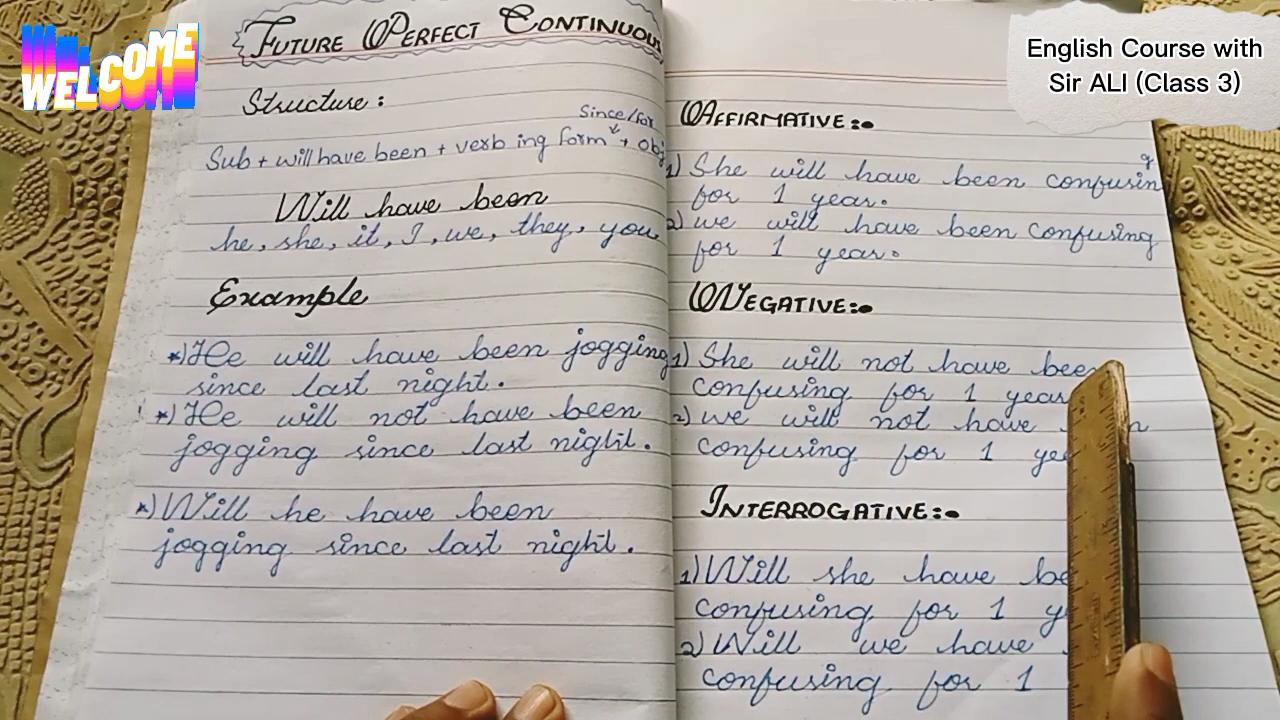 WELCOME
English Course with
Sir ALI (Class 3)
FUTURE PERFECT CONTINUOUS
Structure :
Since/for
Sub + will have been + verb ing form + obj
Will have been
he, she, it, I, we, they, you
Example
*) He will have been jogging
since last night.
*) He will not have been
jogging since last night.
*) Will he have been
jogging since last night.
AFFIRMATIVE:
1) She will have been confusing
for 1 year.
2) we will have been confusing
for 1 year.
NEGATIVE:
1) She will not have been
confusing for 1 year
2) we will not have
confusing for 1
INTERROGATIVE:
1) Will she have
confusing for 1
2) Will we have
confusing for 1